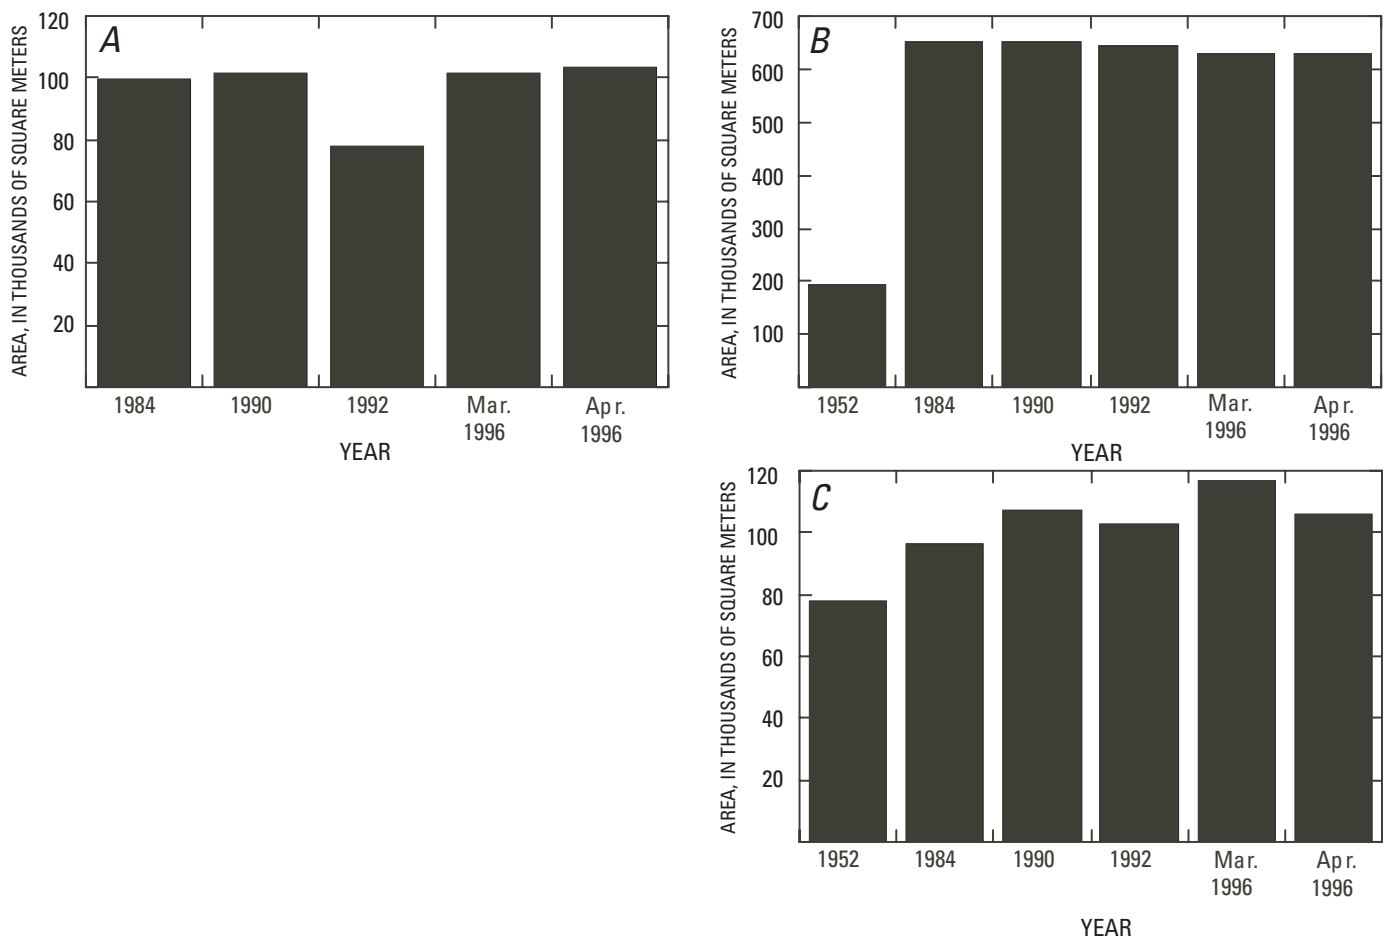 A
AREA, IN THOUSANDS OF SQUARE METERS
120
100
80
60
40
20
1984
1990
1992
Mar.
1996
Apr.
1996
YEAR
B
AREA, IN THOUSANDS OF SQUARE METERS
700
600
500
400
300
200
100
1952
1984
1990
1992
Mar.
1996
Apr.
1996
YEAR
C
AREA, IN THOUSANDS OF SQUARE METERS
120
100
80
60
40
20
1952
1984
1990
1992
Mar.
1996
Apr.
1996
YEAR